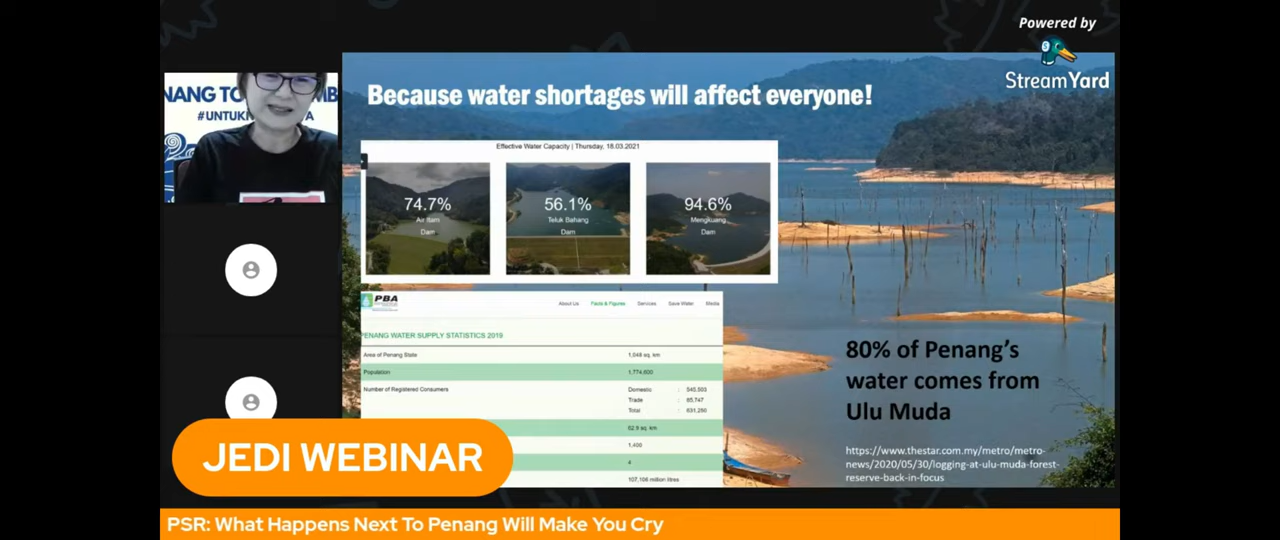 Powered by
StreamYard
NANG TO
MB
#UNTUK
A
Because water shortages will affect everyone!
Effective Water Capacity | Thursday, 18.03.2021
74.7%
Air Itam
Dam
56.1%
Teluk Bahang
Dam
94.6%
Mengkuang
Dam
PBA
About Us Facts & Figures Services Save Water Media
PENANG WATER SUPPLY STATISTICS 2019
Area of Penang State 1,048 sq. km
Population 1,774,600
Number of Registered Consumers Domestic : 545,503
Trade : 85,747
Total : 631,250
62.9 sq. km
1,400
4
107,106 million litres
80% of Penang's
water comes from
Ulu Muda
https://www.thestar.com.my/metro/metro-
news/2020/05/30/logging-at-ulu-muda-forest-
reserve-back-in-focus
JEDI WEBINAR
PSR: What Happens Next To Penang Will Make You Cry